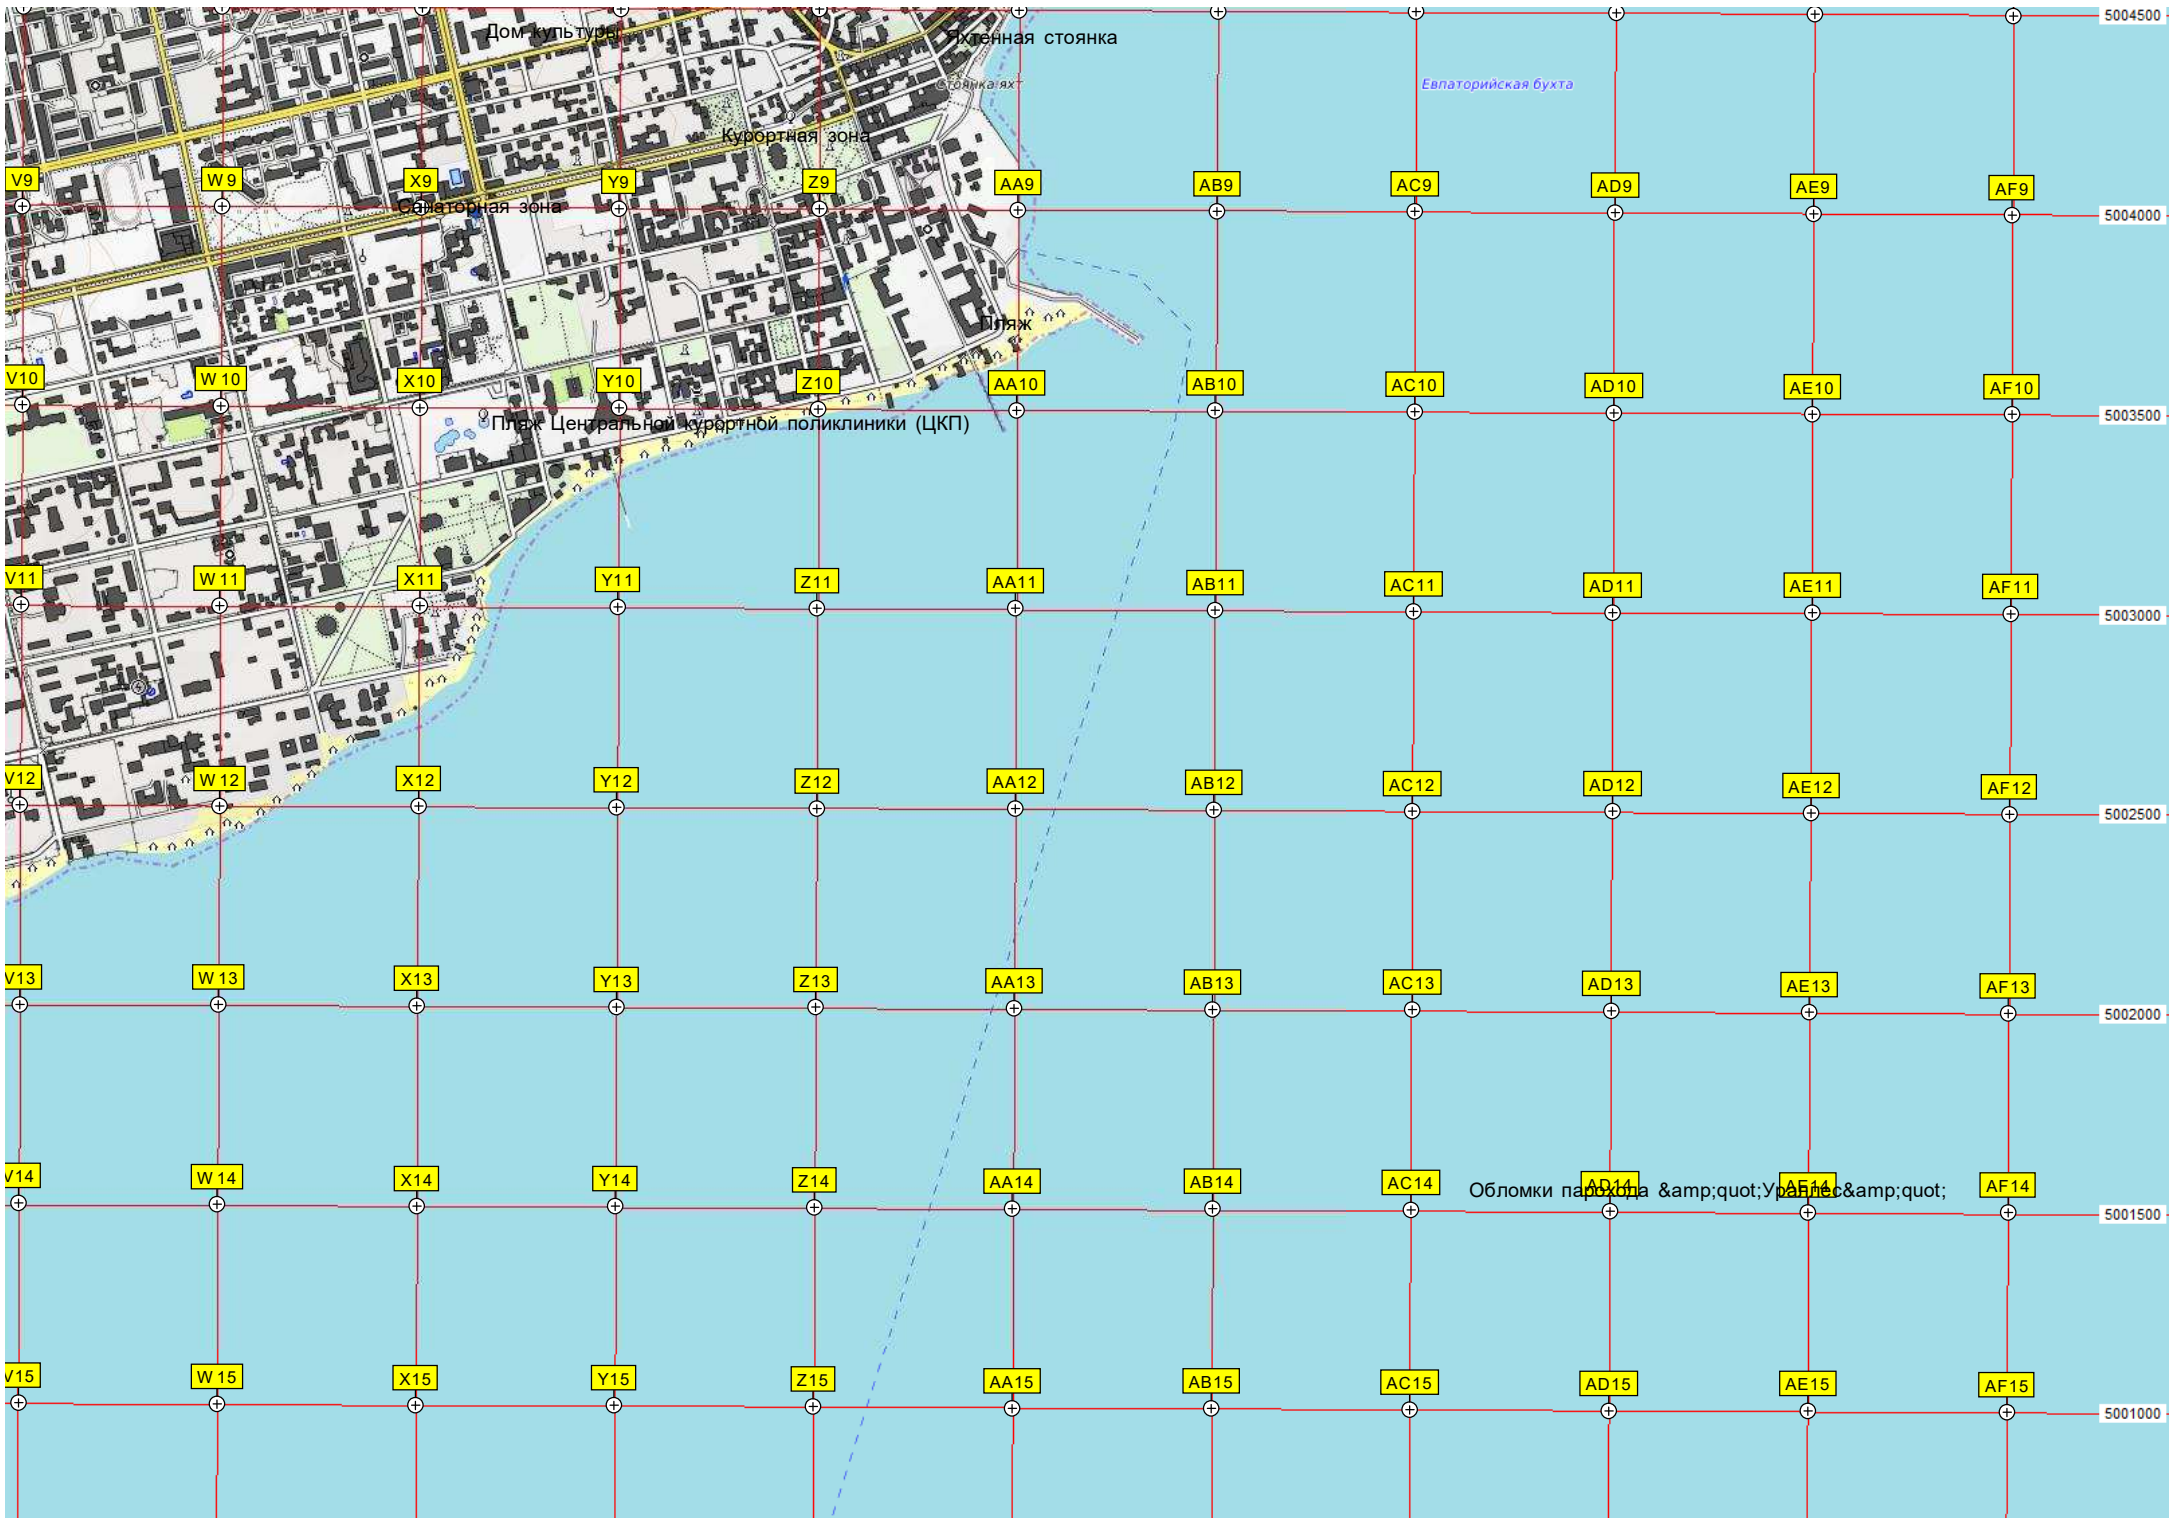 5004500
Дом культуры
Яхтенная стоянка
Стоянка яхт
Евпаторийская бухта
Курортная зона
V9 W9 X9 Y9 Z9 AA9 AB9 AC9 AD9 AE9 AF9
Санаторная зона
5004000
Пляж
V10 W10 X10 Y10 Z10 AA10 AB10 AC10 AD10 AE10 AF10
5003500
Пляж Центральной курортной поликлиники (ЦКП)
V11 W11 X11 Y11 Z11 AA11 AB11 AC11 AD11 AE11 AF11
5003000
V12 W12 X12 Y12 Z12 AA12 AB12 AC12 AD12 AE12 AF12
5002500
V13 W13 X13 Y13 Z13 AA13 AB13 AC13 AD13 AE13 AF13
5002000
V14 W14 X14 Y14 Z14 AA14 AB14 AC14 AD14 AE14 AF14
Обломки парохода &amp;quot;Ураллес&amp;quot;
5001500
V15 W15 X15 Y15 Z15 AA15 AB15 AC15 AD15 AE15 AF15
5001000